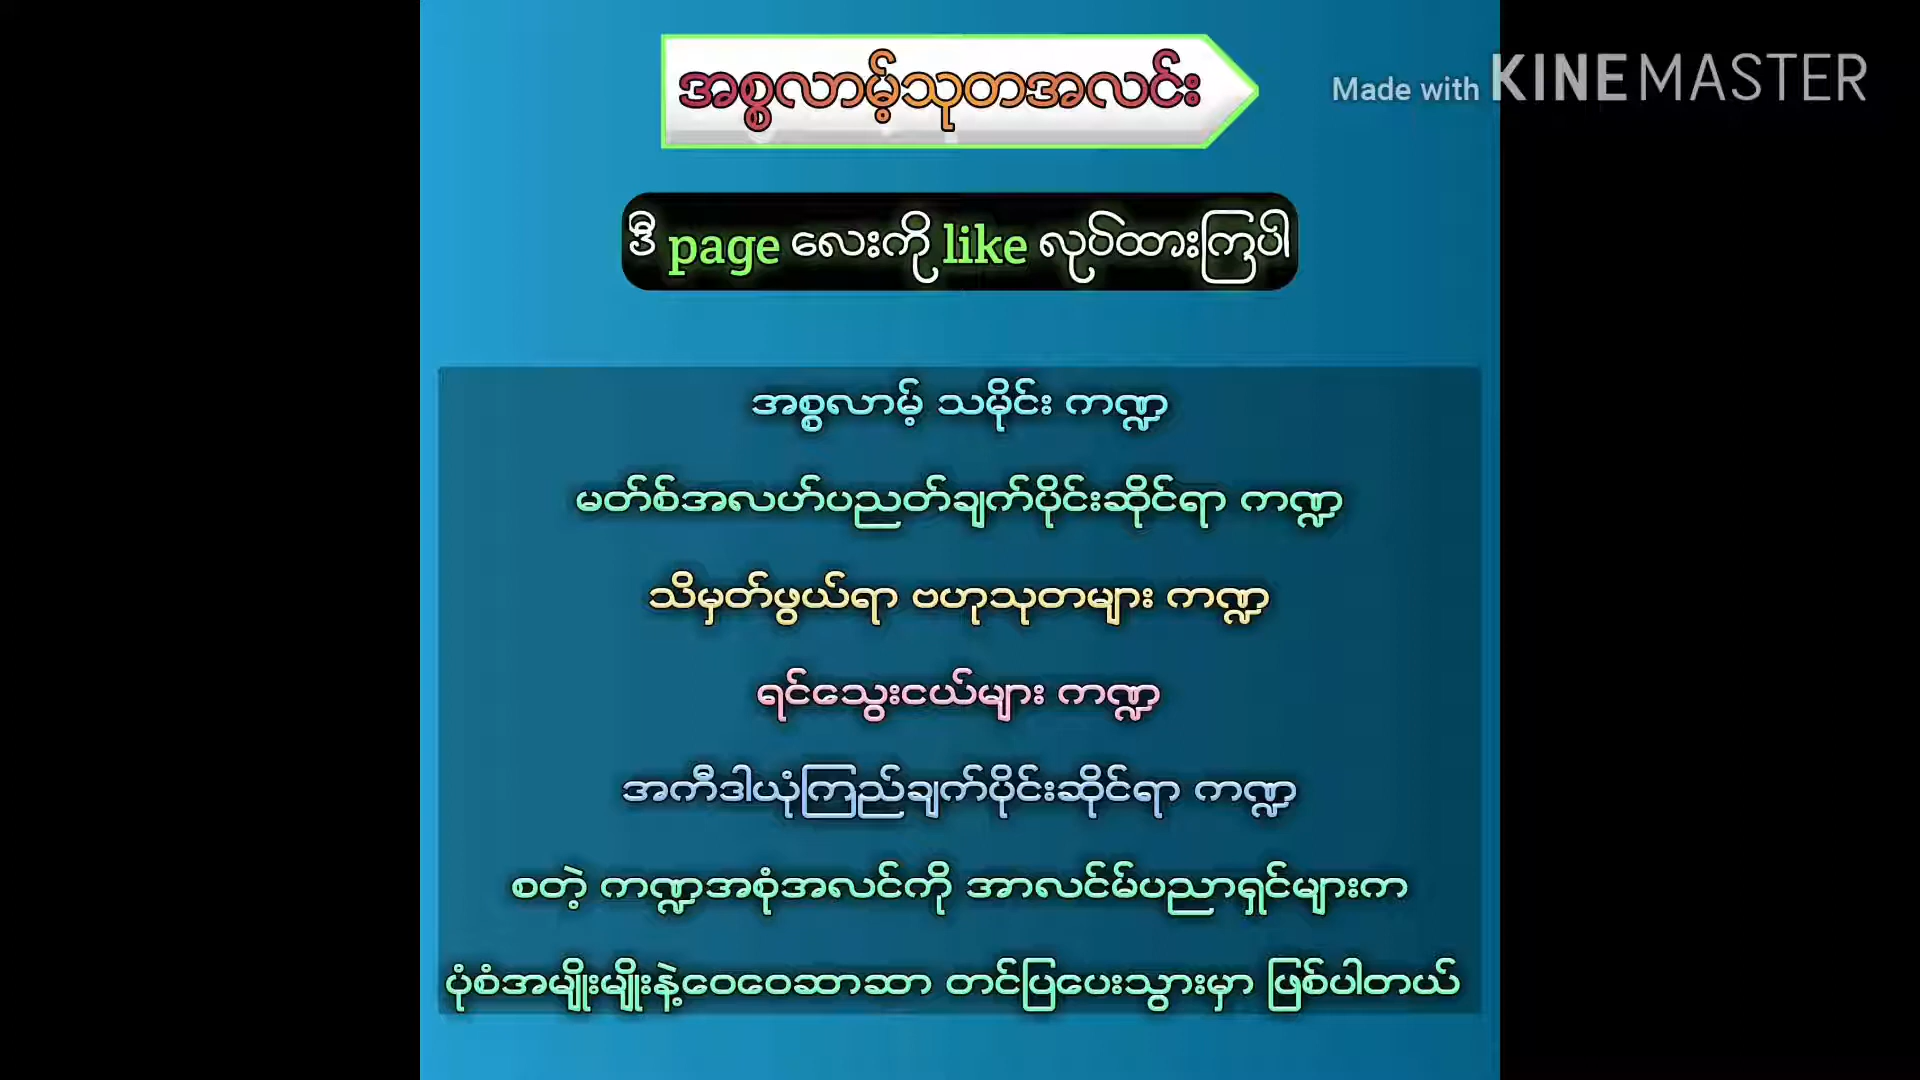 အစ္စလာမ့်သုတအလင်း
Made with KINEMASTER
ဒီ page လေးကို like လုပ်ထားကြပါ
အစ္စလာမ့် သမိုင်း ကဏ္ဍ
မတ်စ်အလဟ်ပညတ်ချက်ပိုင်းဆိုင်ရာ ကဏ္ဍ
သိမှတ်ဖွယ်ရာ ဗဟုသုတများ ကဏ္ဍ
ရင်သွေးငယ်များ ကဏ္ဍ
အကီဒါယုံကြည်ချက်ပိုင်းဆိုင်ရာ ကဏ္ဍ
စတဲ့ ကဏ္ဍအစုံအလင်ကို အာလင်မ်ပညာရှင်များက
ပုံစံအမျိုးမျိုးနဲ့ဝေဝေဆာဆာ တင်ပြပေးသွားမှာ ဖြစ်ပါတယ်